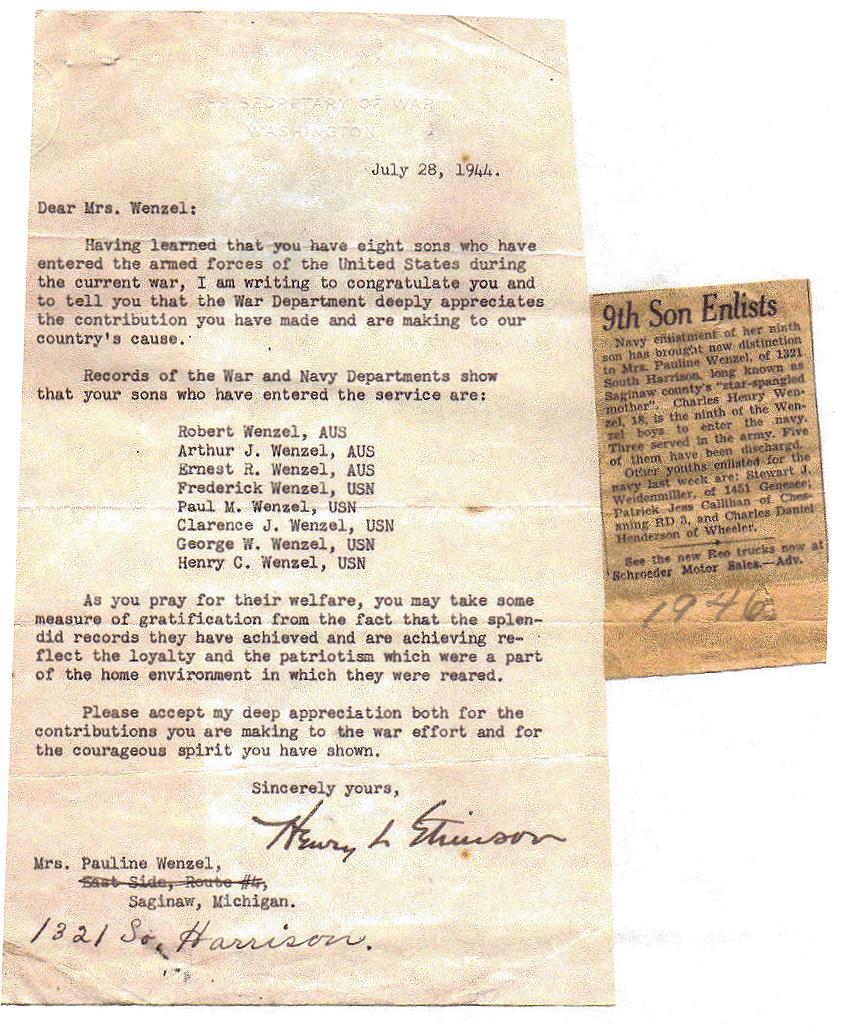 THE SECRETARY OF WAR
WASHINGTON
July 28, 1944.
Dear Mrs. Wenzel:
Having learned that you have eight sons who have
entered the armed forces of the United States during
the current war, I am writing to congratulate you and
to tell you that the War Department deeply appreciates
the contribution you have made and are making to our
country's cause.
Records of the War and Navy Departments show
that your sons who have entered the service are:
Robert Wenzel, AUS
Arthur J. Wenzel, AUS
Ernest R. Wenzel, AUS
Frederick Wenzel, USN
Paul M. Wenzel, USN
Clarence J. Wenzel, USN
George W. Wenzel, USN
Henry C. Wenzel, USN
As you pray for their welfare, you may take some
measure of gratification from the fact that the splen-
did records they have achieved and are achieving re-
flect the loyalty and the patriotism which were a part
of the home environment in which they were reared.
Please accept my deep appreciation both for the
contributions you are making to the war effort and for
the courageous spirit you have shown.
Sincerely yours,
Henry L Stimson
Mrs. Pauline Wenzel,
East Side, Route #4,
Saginaw, Michigan.
1321 So. Harrison.
9th Son Enlists
Navy enlistment of her ninth
son has brought new distinction
to Mrs. Pauline Wenzel, of 1321
South Harrison, long known as
Saginaw county's "star-spangled
mother". Charles Henry Wen-
zel, 18, is the ninth of the Wen-
zel boys to enter the navy.
Three served in the army. Five
of them have been dischargd.
Other youths enlisted for the
navy last week are: Stewart J.
Weidenmiller, of 1451 Genesee;
Patrick Jess Callihan of Ches-
aning RD 3, and Charles Daniel
Henderson of Wheeler.
See the new Reo trucks now at
Schroeder Motor Sales.—Adv.
1946